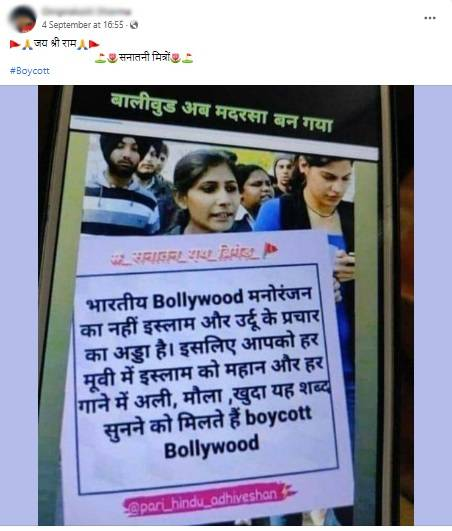 4 September at 16:55 ·
🚩🙏जय श्री राम🙏🚩
⛳🌷सनातनी मित्रों🌷⛳
#Boycott
बालीवुड अब मदरसा बन गया
भारतीय Bollywood मनोरंजन
का नहीं इस्लाम और उर्दू के प्रचार
का अड्डा है। इसलिए आपको हर
मूवी में इस्लाम को महान और हर
गाने में अली, मौला ,खुदा यह शब्द
सुनने को मिलते हैं boycott
Bollywood
@pari_hindu_adhiveshan